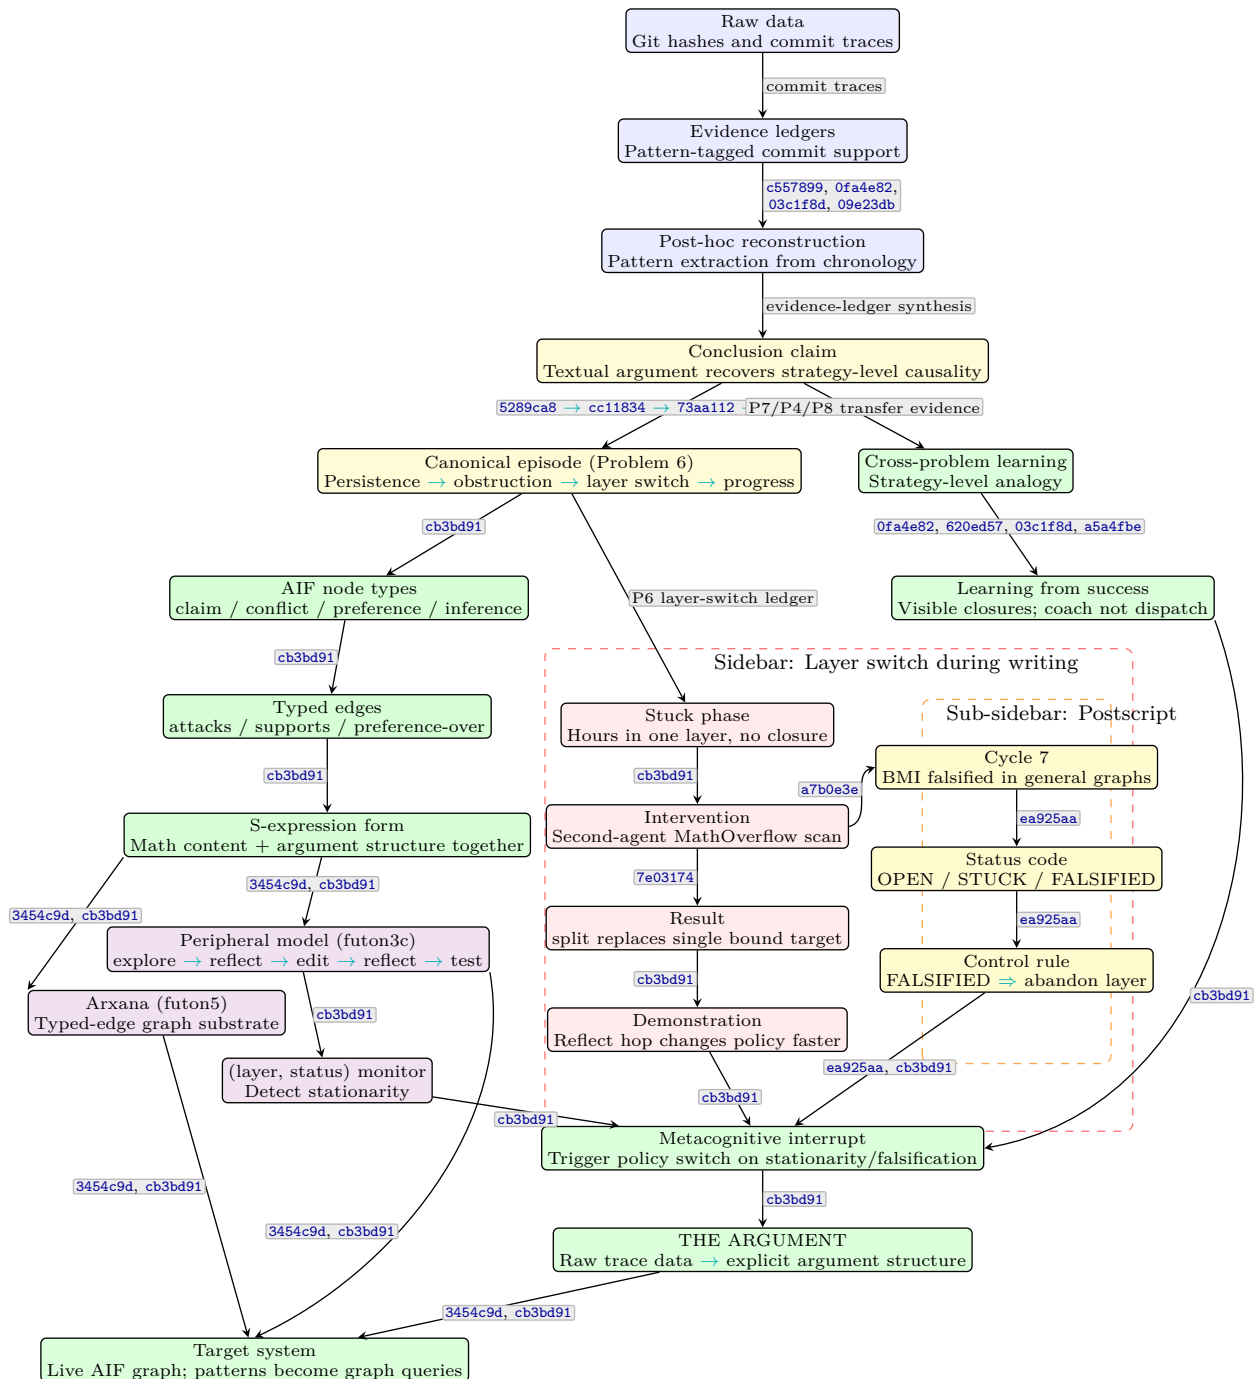 Raw data
Git hashes and commit traces
commit traces
Evidence ledgers
Pattern-tagged commit support
c557899, 0fa4e82,
03c1f8d, 09e23db
Post-hoc reconstruction
Pattern extraction from chronology
evidence-ledger synthesis
Conclusion claim
Textual argument recovers strategy-level causality
5289ca8 → cc11834 → 73aa112
P7/P4/P8 transfer evidence
Canonical episode (Problem 6)
Persistence → obstruction → layer switch → progress
Cross-problem learning
Strategy-level analogy
cb3bd91
0fa4e82, 620ed57, 03c1f8d, a5a4fbe
AIF node types
claim / conflict / preference / inference
Learning from success
Visible closures; coach not dispatch
P6 layer-switch ledger
cb3bd91
Sidebar: Layer switch during writing
Typed edges
attacks / supports / preference-over
Stuck phase
Hours in one layer, no closure
Sub-sidebar: Postscript
cb3bd91
cb3bd91
Cycle 7
BMI falsified in general graphs
a7b0e3e
S-expression form
Math content + argument structure together
Intervention
Second-agent MathOverflow scan
ea925aa
3454c9d, cb3bd91
7e03174
Status code
OPEN / STUCK / FALSIFIED
3454c9d, cb3bd91
Result
split replaces single bound target
ea925aa
Peripheral model (futon3c)
explore → reflect → edit → reflect → test
cb3bd91
Control rule
FALSIFIED ⇒ abandon layer
Arxana (futon5)
Typed-edge graph substrate
cb3bd91
Demonstration
Reflect hop changes policy faster
cb3bd91
(layer, status) monitor
Detect stationarity
ea925aa, cb3bd91
cb3bd91
cb3bd91
Metacognitive interrupt
Trigger policy switch on stationarity/falsification
3454c9d, cb3bd91
cb3bd91
3454c9d, cb3bd91
THE ARGUMENT
Raw trace data → explicit argument structure
3454c9d, cb3bd91
Target system
Live AIF graph; patterns become graph queries